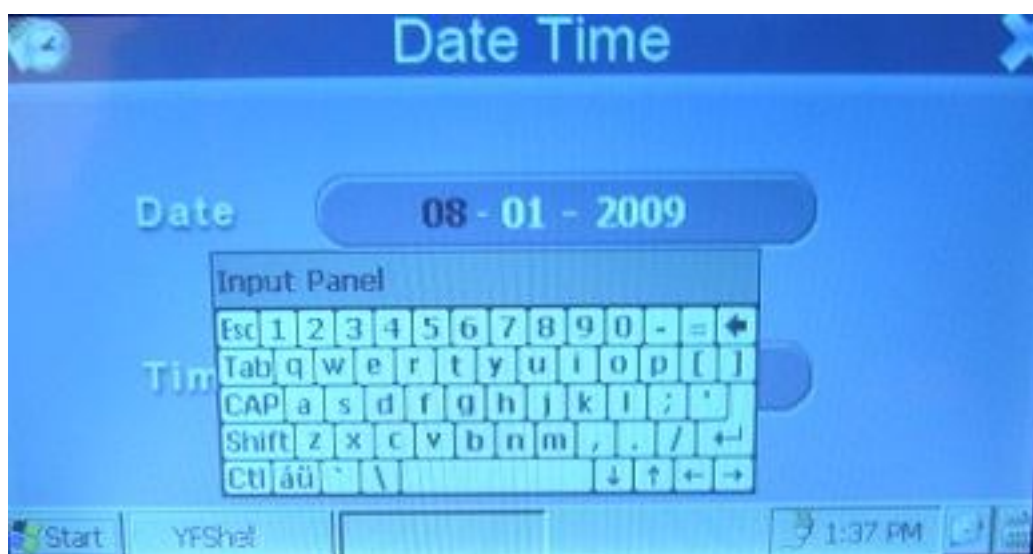 Date Time
Date 08 - 01 - 2009
Input Panel
Esc 1 2 3 4 5 6 7 8 9 0 - = 
Tab q w e r t y u i o p [ ]
CAP a s d f g h j k l ; '
Shift z x c v b n m , . /
Ctl áü ` \ ↓ ↑ ← →
Tim
Start YFShell 1:37 PM